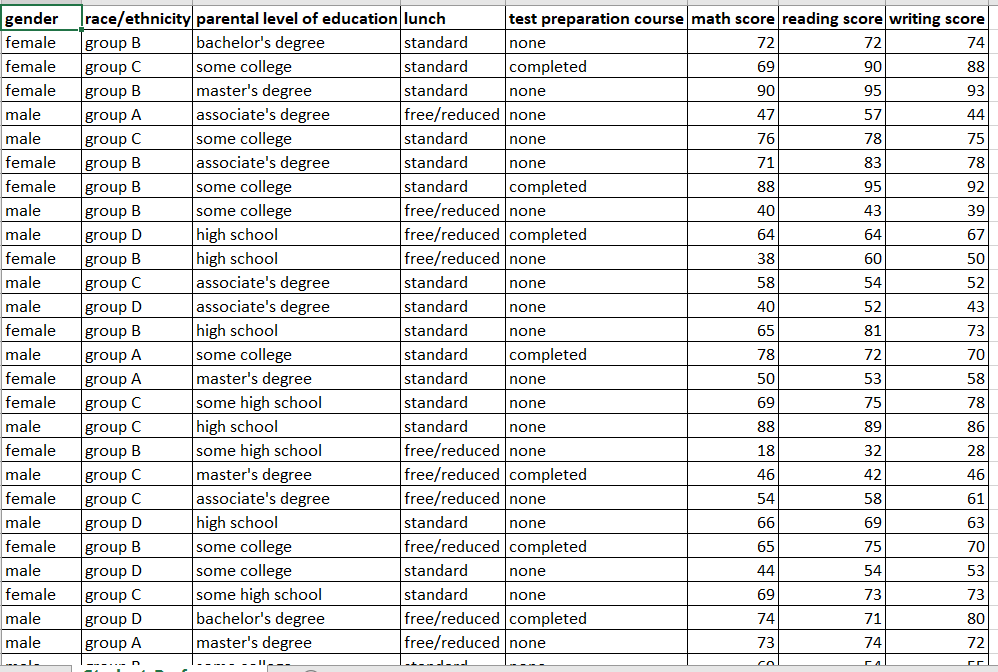 gender race/ethnicity parental level of education lunch test preparation course math score reading score writing score
female group B bachelor's degree standard none 72 72 74
female group C some college standard completed 69 90 88
female group B master's degree standard none 90 95 93
male group A associate's degree free/reduced none 47 57 44
male group C some college standard none 76 78 75
female group B associate's degree standard none 71 83 78
female group B some college standard completed 88 95 92
male group B some college free/reduced none 40 43 39
male group D high school free/reduced completed 64 64 67
female group B high school free/reduced none 38 60 50
male group C associate's degree standard none 58 54 52
male group D associate's degree standard none 40 52 43
female group B high school standard none 65 81 73
male group A some college standard completed 78 72 70
female group A master's degree standard none 50 53 58
female group C some high school standard none 69 75 78
male group C high school standard none 88 89 86
female group B some high school free/reduced none 18 32 28
male group C master's degree free/reduced completed 46 42 46
female group C associate's degree free/reduced none 54 58 61
male group D high school standard none 66 69 63
female group B some college free/reduced completed 65 75 70
male group D some college standard none 44 54 53
female group C some high school standard none 69 73 73
male group D bachelor's degree free/reduced completed 74 71 80
male group A master's degree free/reduced none 73 74 72